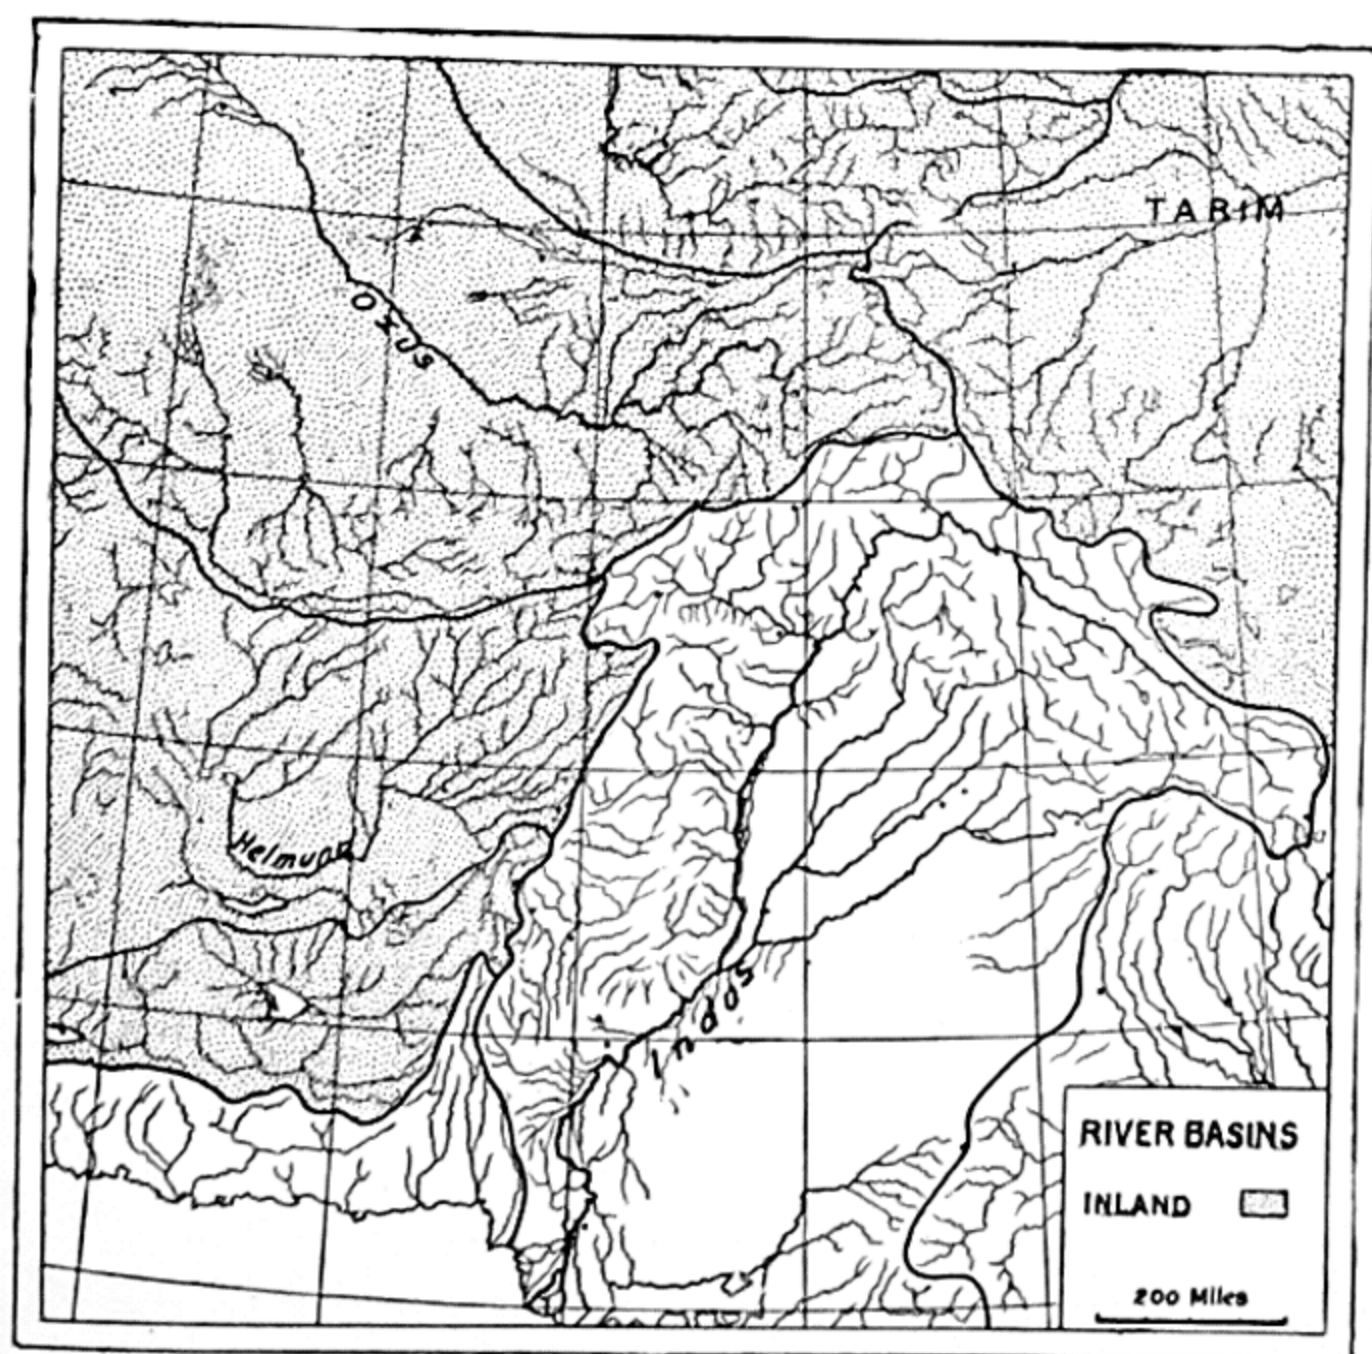 TARIM
OXUS
Helmund
Indus
RIVER BASINS
INLAND
200 Miles